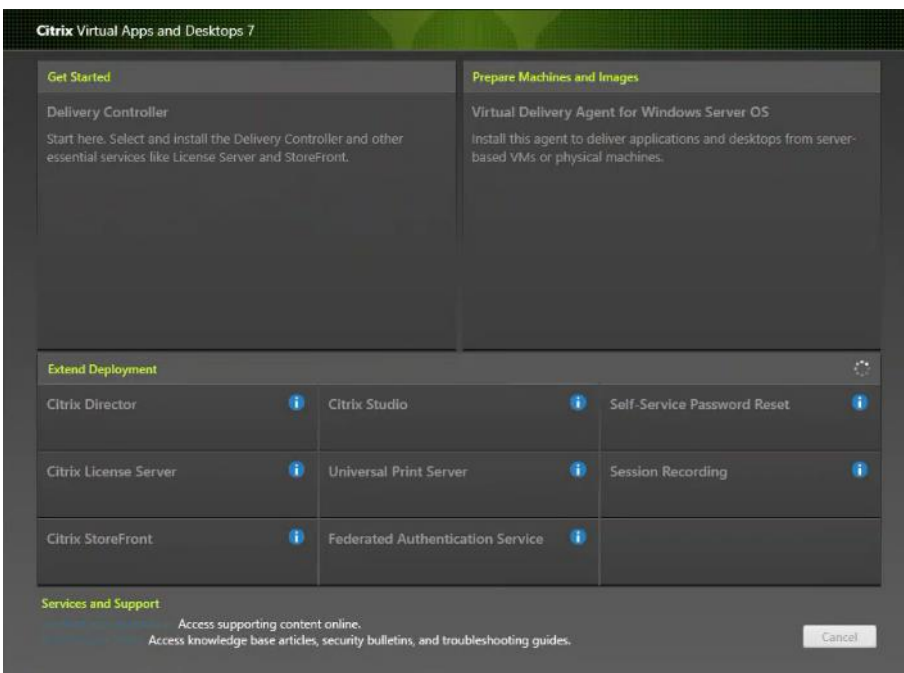 Citrix Virtual Apps and Desktops 7
Get Started
Delivery Controller
Start here. Select and install the Delivery Controller and other
essential services like License Server and StoreFront.
Prepare Machines and Images
Virtual Delivery Agent for Windows Server OS
Install this agent to deliver applications and desktops from server-
based VMs or physical machines.
Extend Deployment
Citrix Director
Citrix Studio
Self-Service Password Reset
Citrix License Server
Universal Print Server
Session Recording
Citrix StoreFront
Federated Authentication Service
Services and Support
Access supporting content online.
Access knowledge base articles, security bulletins, and troubleshooting guides.
Cancel